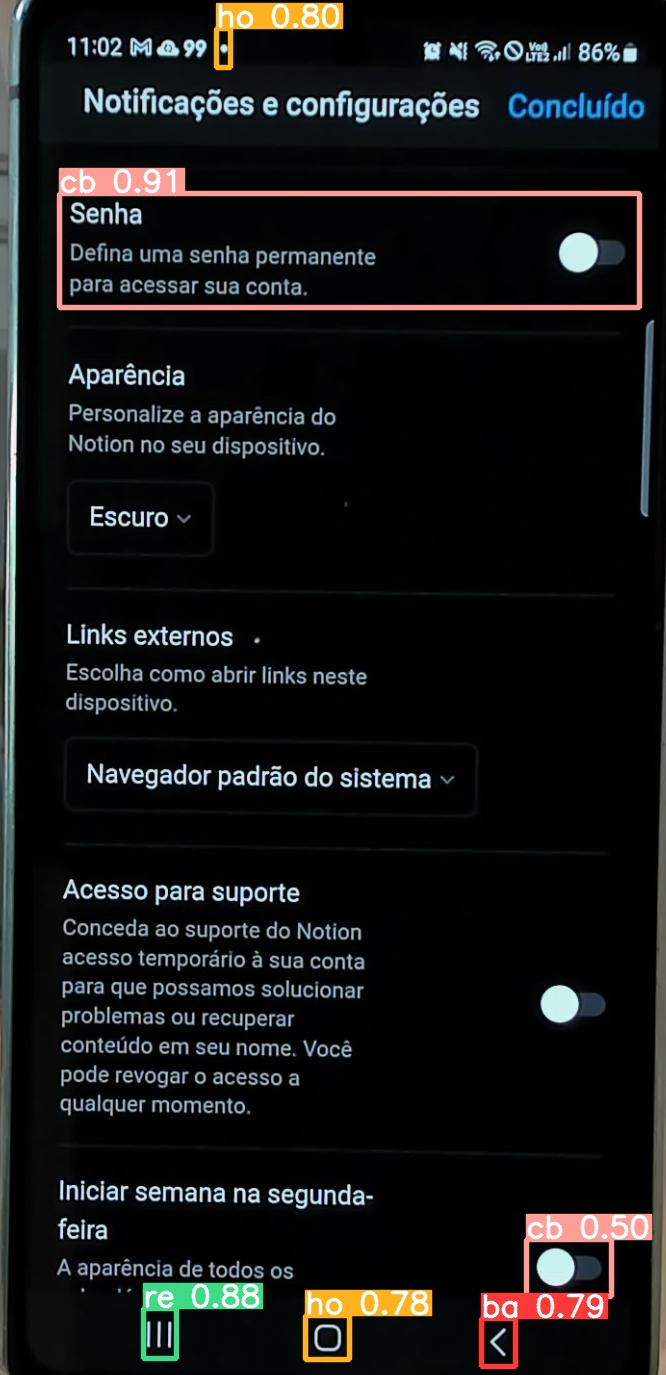 ho 0.80
11:02 99 VoD LTE2 86%
Notificações e configurações Concluído
cb 0.91
Senha
Defina uma senha permanente
para acessar sua conta.
Aparência
Personalize a aparência do
Notion no seu dispositivo.
Escuro
Links externos
Escolha como abrir links neste
dispositivo.
Navegador padrão do sistema
Acesso para suporte
Conceda ao suporte do Notion
acesso temporário à sua conta
para que possamos solucionar
problemas ou recuperar
conteúdo em seu nome. Você
pode revogar o acesso a
qualquer momento.
Iniciar semana na segunda-
feira
cb 0.50
A aparência de todos os
re 0.88
ho 0.78
ba 0.79